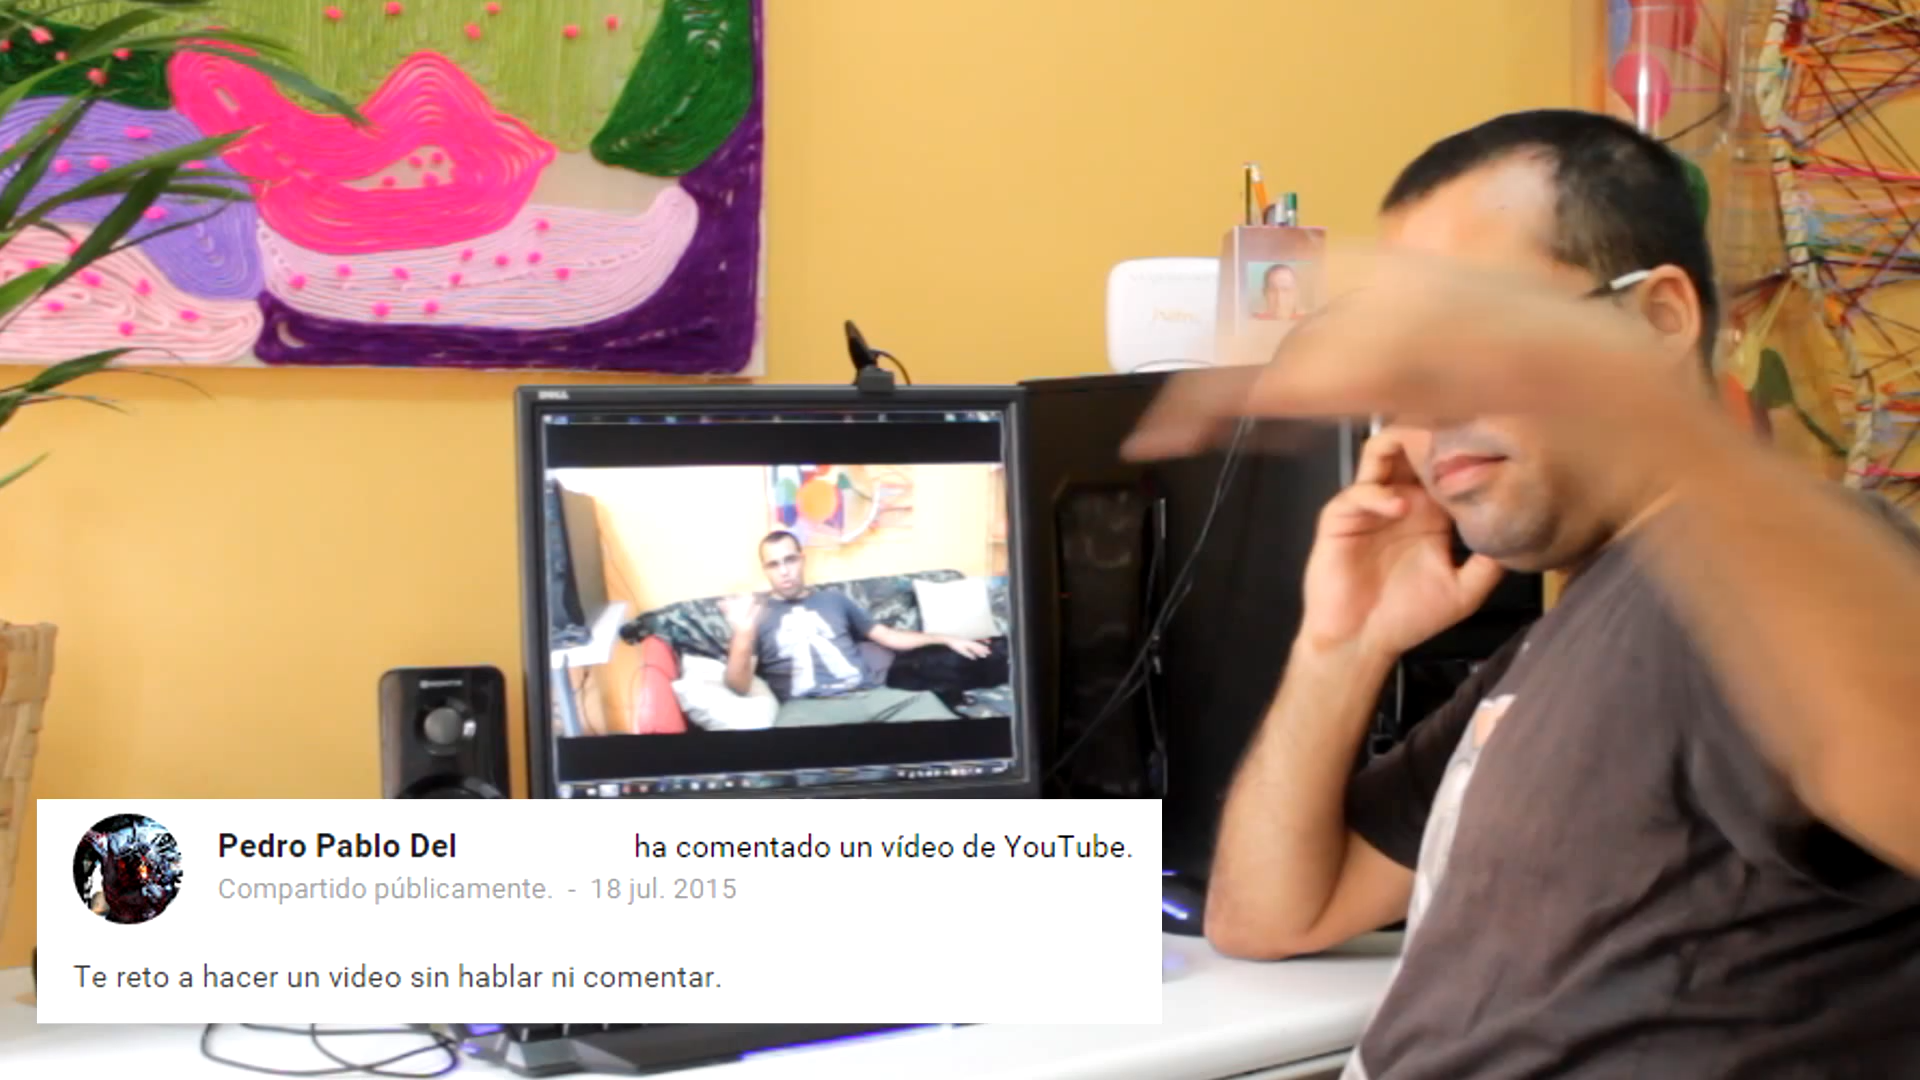 DELL
Pedro Pablo Del ha comentado un vídeo de YouTube.
Compartido públicamente. - 18 jul. 2015
Te reto a hacer un video sin hablar ni comentar.